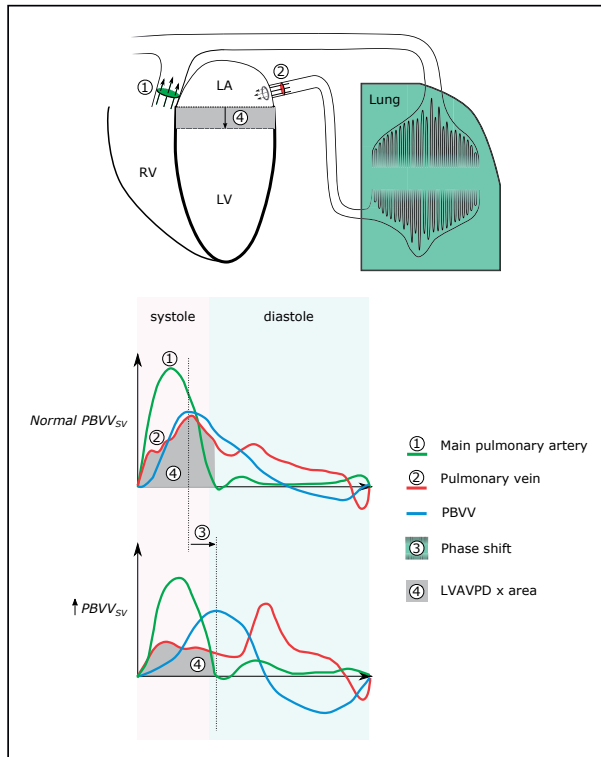 ①
②
LA
④
Lung
RV
LV
systole
diastole
①
Normal PBVV_SV
②
④
③
↑ PBVV_SV
④
① Main pulmonary artery
② Pulmonary vein
PBVV
③ Phase shift
④ LVAVPD x area